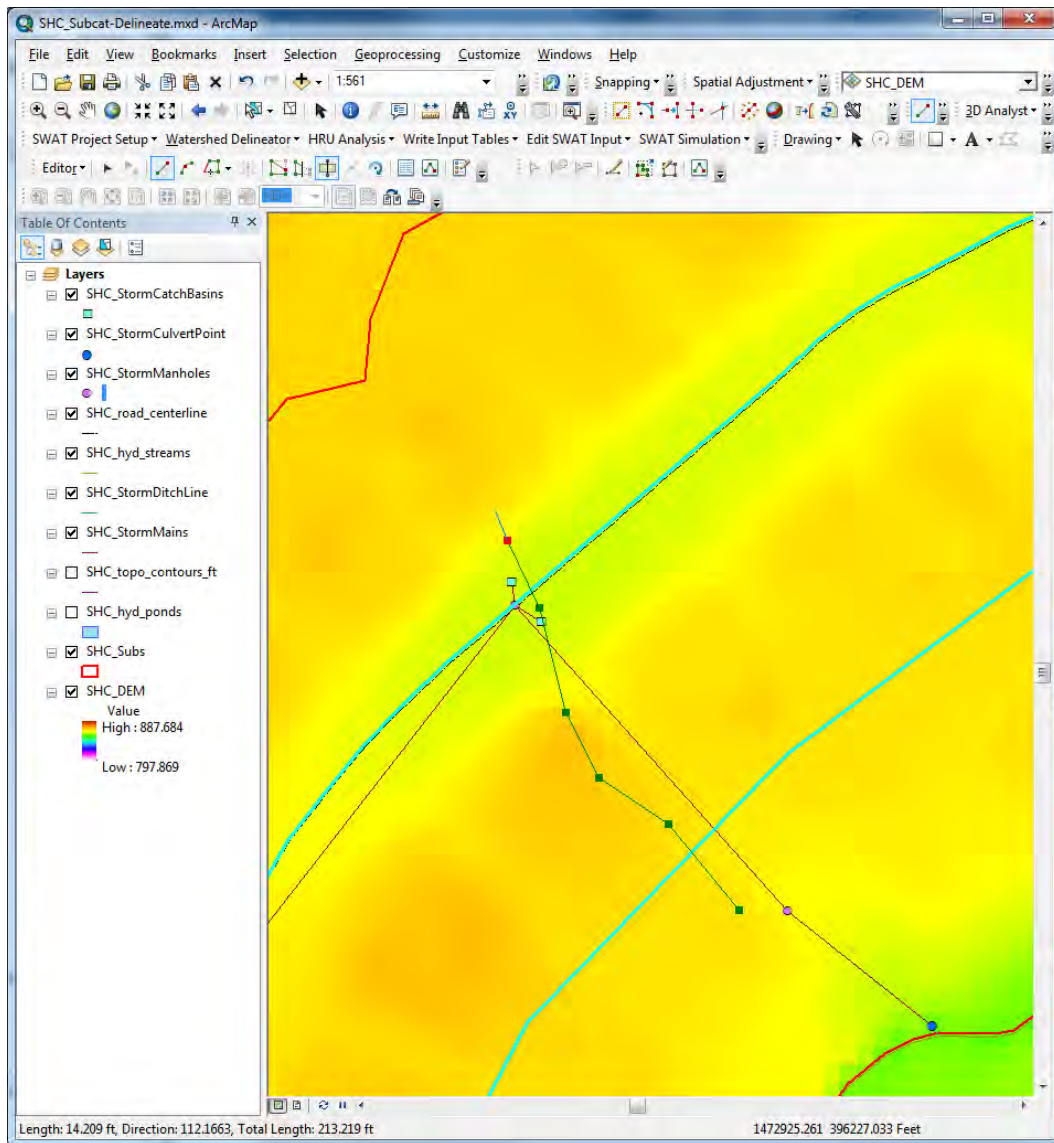 SHC_Subcat-Delineate.mxd - ArcMap
File Edit View Bookmarks Insert Selection Geoprocessing Customize Windows Help
1:561 Snapping Spatial Adjustment SHC_DEM
3D Analyst
SWAT Project Setup Watershed Delineator HRU Analysis Write Input Tables Edit SWAT Input SWAT Simulation Drawing A
Editor
Table Of Contents
Layers
SHC_StormCatchBasins
SHC_StormCulvertPoint
SHC_StormManholes
SHC_road_centerline
SHC_hyd_streams
SHC_StormDitchLine
SHC_StormMains
SHC_topo_contours_ft
SHC_hyd_ponds
SHC_Subs
SHC_DEM
Value
High : 887.684
Low : 797.869
Length: 14.209 ft, Direction: 112.1663, Total Length: 213.219 ft 1472925.261 396227.033 Feet